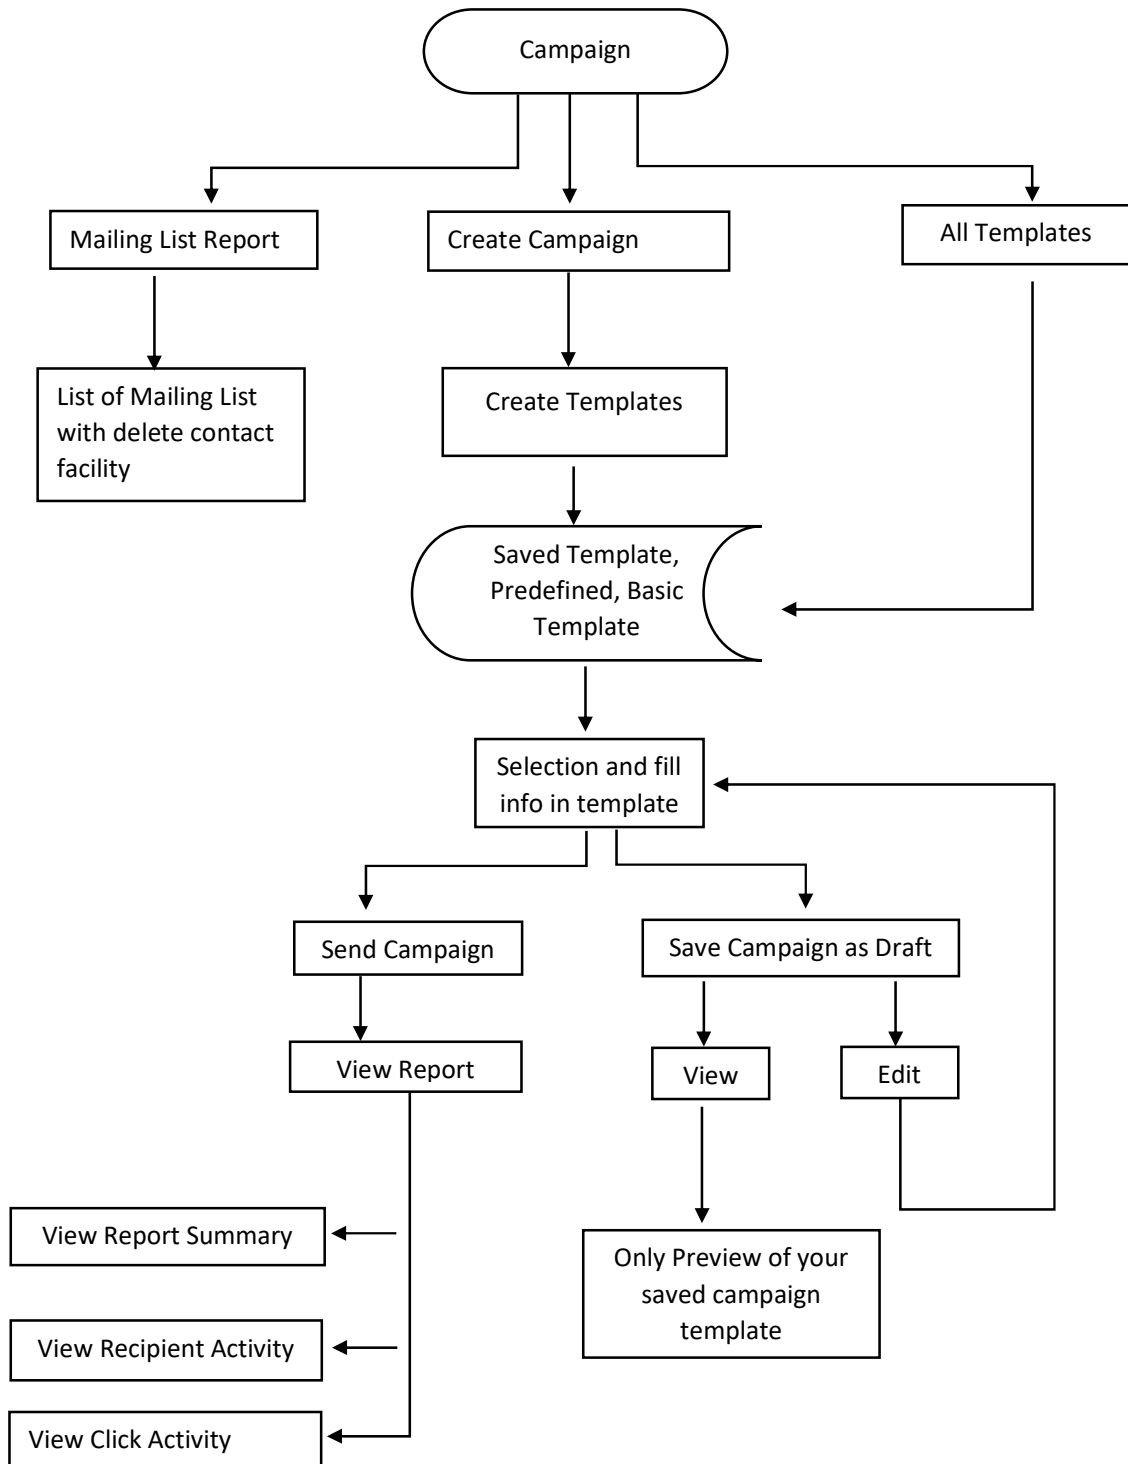 Campaign
Mailing List Report
Create Campaign
All Templates
List of Mailing List
with delete contact
facility
Create Templates
Saved Template,
Predefined, Basic
Template
Selection and fill
info in template
Send Campaign
Save Campaign as Draft
View Report
View
Edit
View Report Summary
Only Preview of your
saved campaign
template
View Recipient Activity
View Click Activity